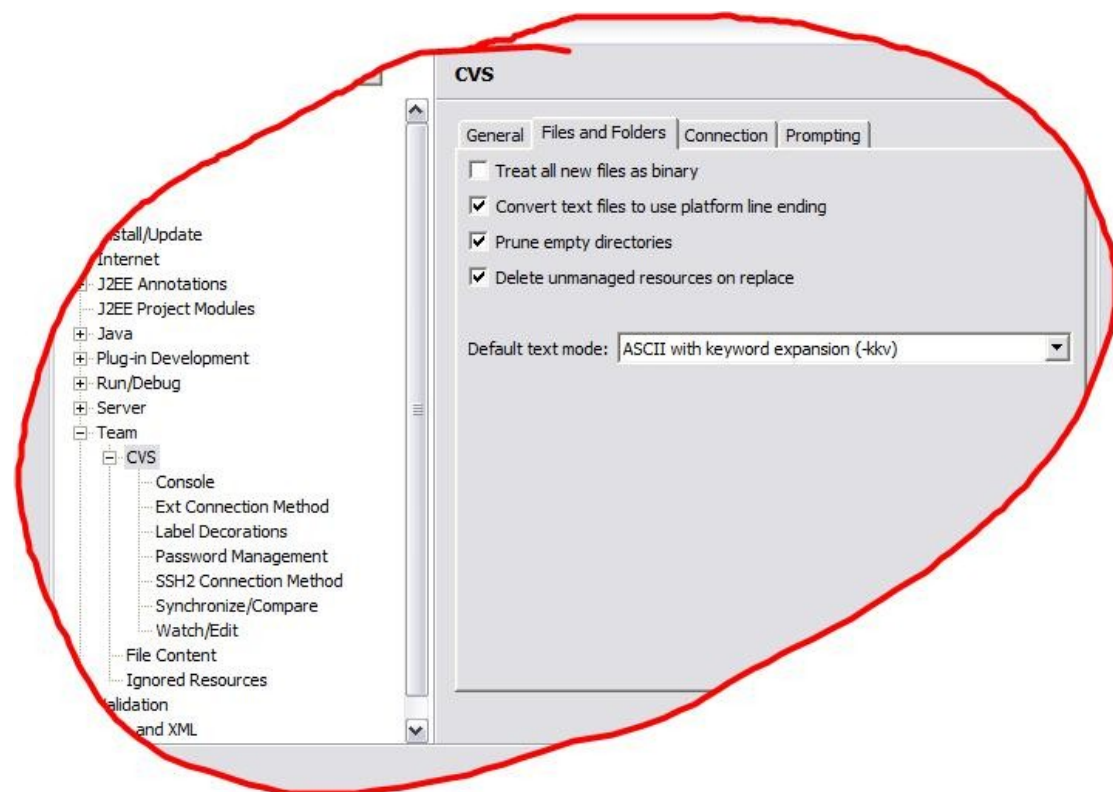 CVS
General Files and Folders Connection Prompting
Treat all new files as binary
Convert text files to use platform line ending
Prune empty directories
Delete unmanaged resources on replace
Default text mode: ASCII with keyword expansion (-kkv)
Internet
J2EE Annotations
J2EE Project Modules
Java
Plug-in Development
Run/Debug
Server
Team
CVS
Console
Ext Connection Method
Label Decorations
Password Management
SSH2 Connection Method
Synchronize/Compare
Watch/Edit
File Content
Ignored Resources
and XML